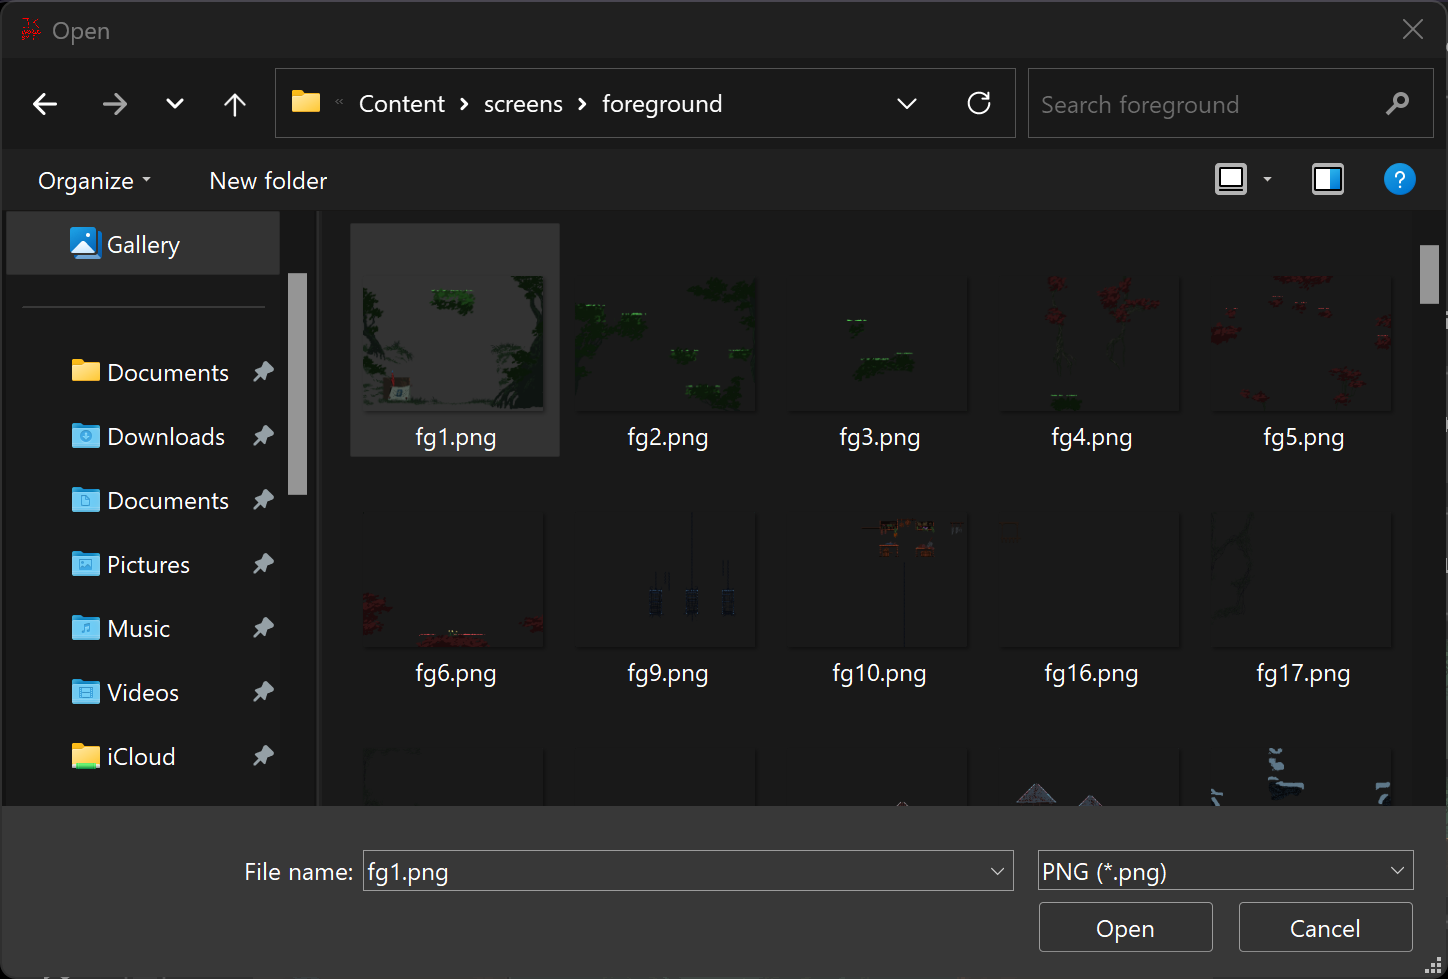 Open
« Content > screens > foreground
Search foreground
Organize
New folder
?
Gallery
Documents
Downloads
Documents
Pictures
Music
Videos
iCloud
fg1.png
fg2.png
fg3.png
fg4.png
fg5.png
fg6.png
fg9.png
fg10.png
fg16.png
fg17.png
File name: fg1.png
PNG (*.png)
Open
Cancel